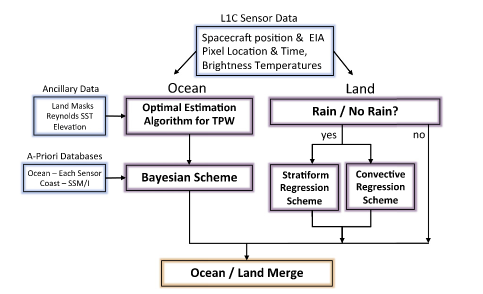 L1C Sensor Data
Spacecraft position & EIA
Pixel Location & Time,
Brightness Temperatures
Ancillary Data
Land Masks
Reynolds SST
Elevation
Ocean
Optimal Estimation
Algorithm for TPW
Land
Rain / No Rain?
yes
no
A-Priori Databases
Ocean – Each Sensor
Coast – SSM/I
Bayesian Scheme
Stratiform
Regression
Scheme
Convective
Regression
Scheme
Ocean / Land Merge